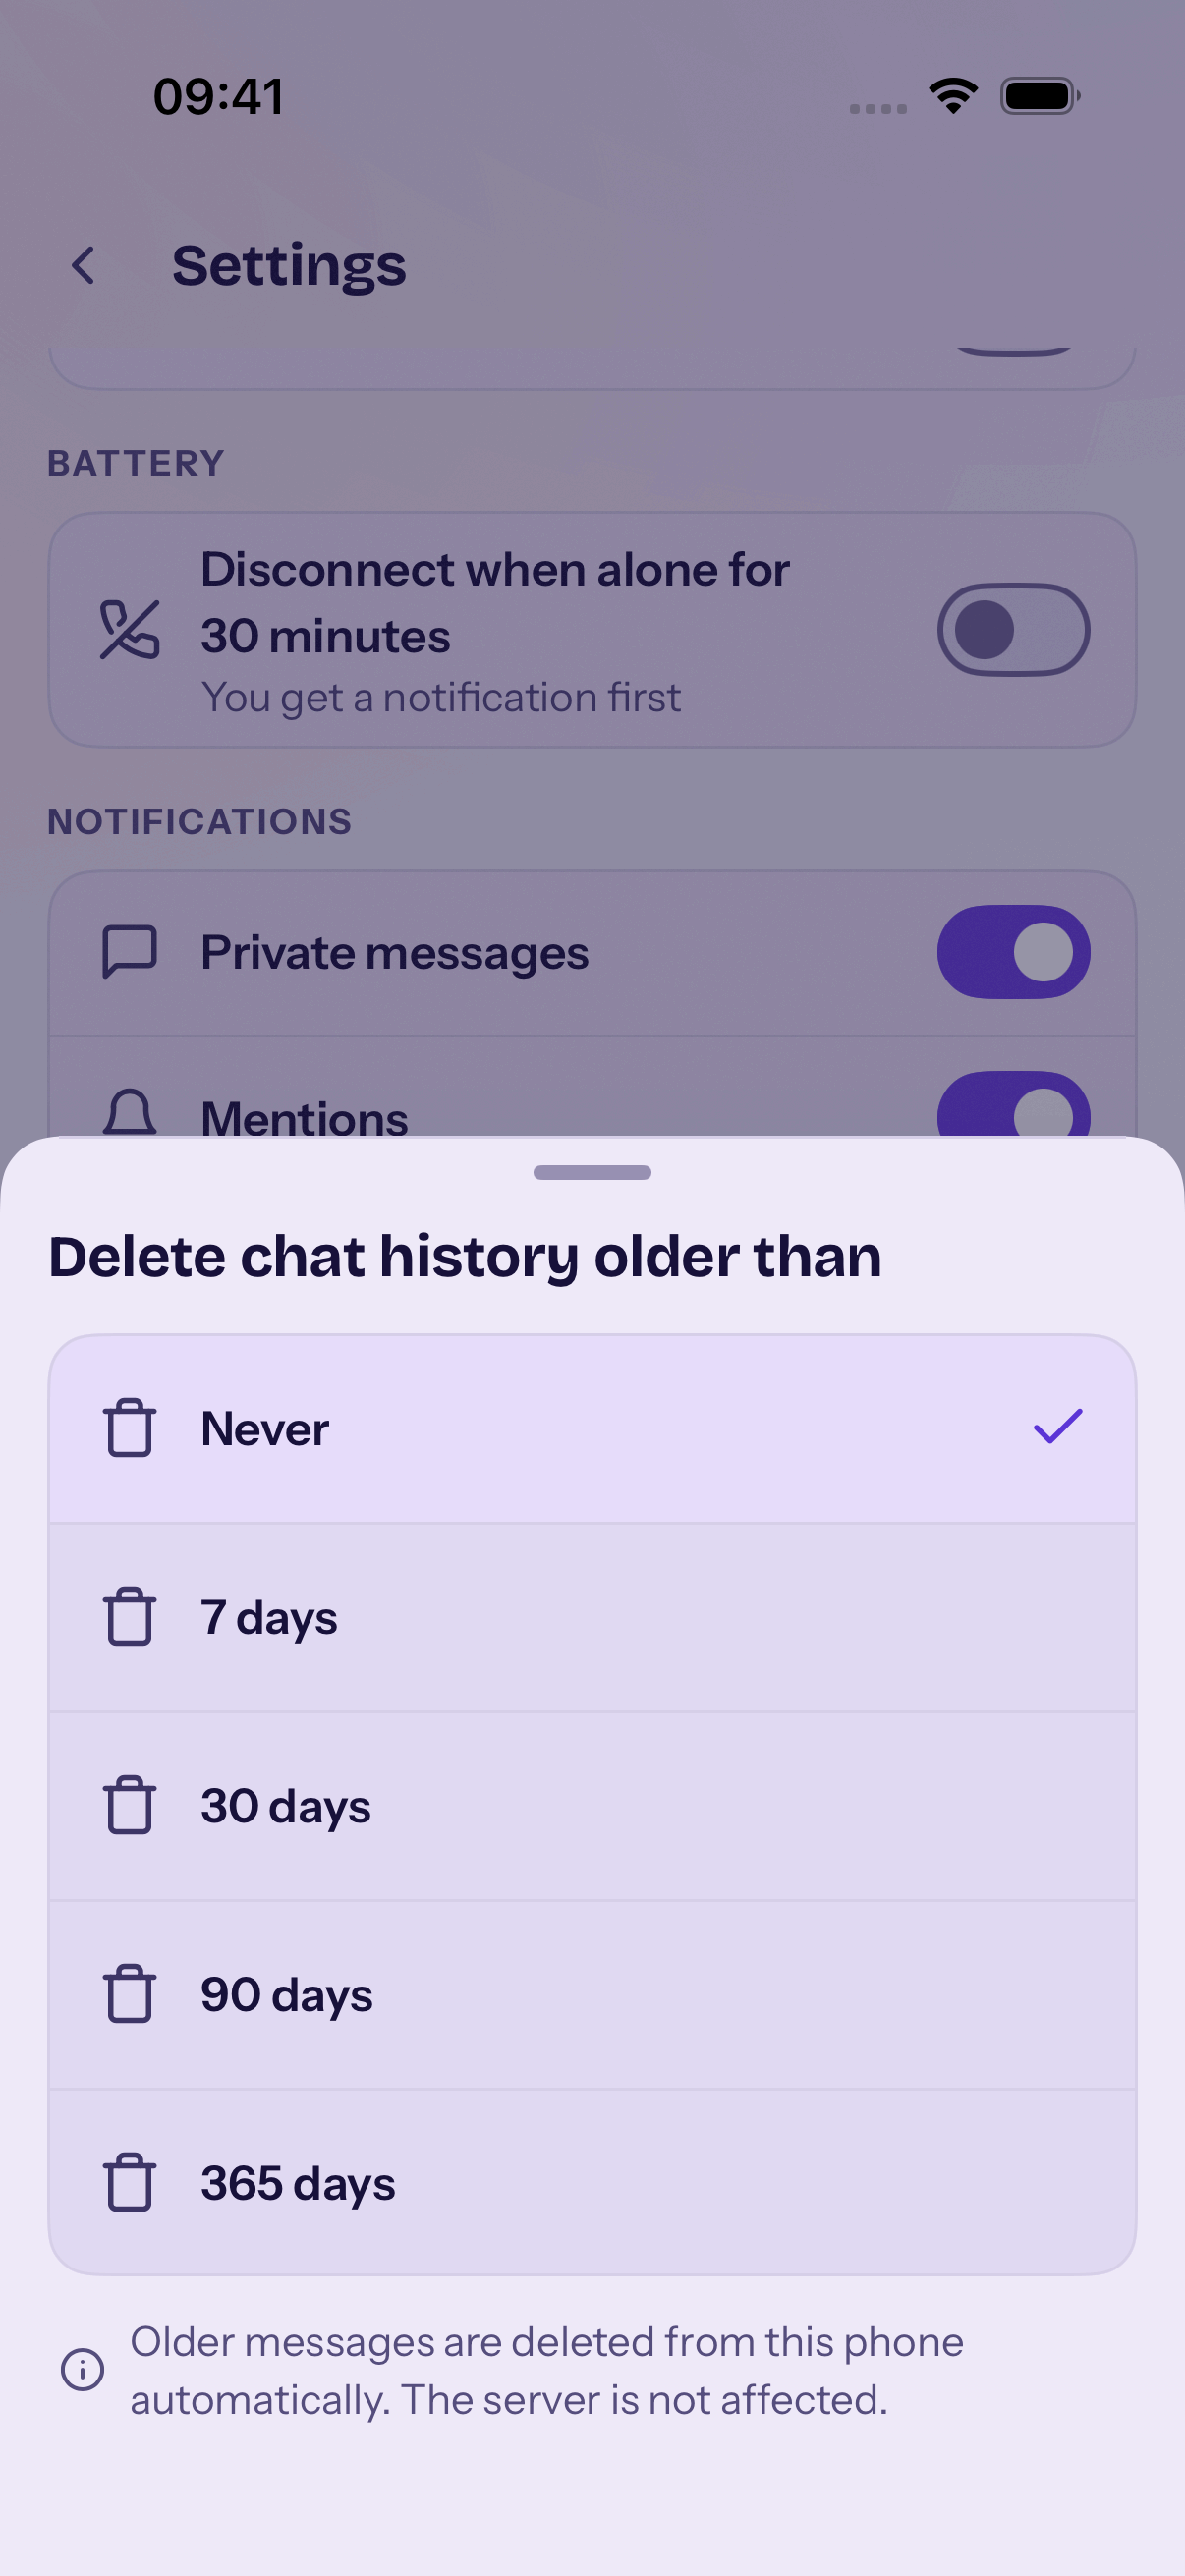 09:41
Settings
BATTERY
Disconnect when alone for
30 minutes
You get a notification first
NOTIFICATIONS
Private messages
Mentions
Delete chat history older than
Never
7 days
30 days
90 days
365 days
Older messages are deleted from this phone
automatically. The server is not affected.